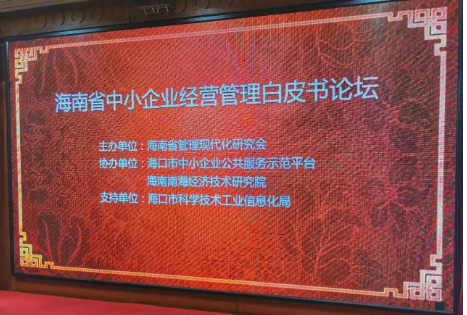 海南省中小企业经营管理白皮书论坛
主办单位：海南省管理现代化研究会
协办单位：海口市中小企业公共服务示范平台
海南南海经济技术研究院
支持单位：海口市科学技术工业信息化局